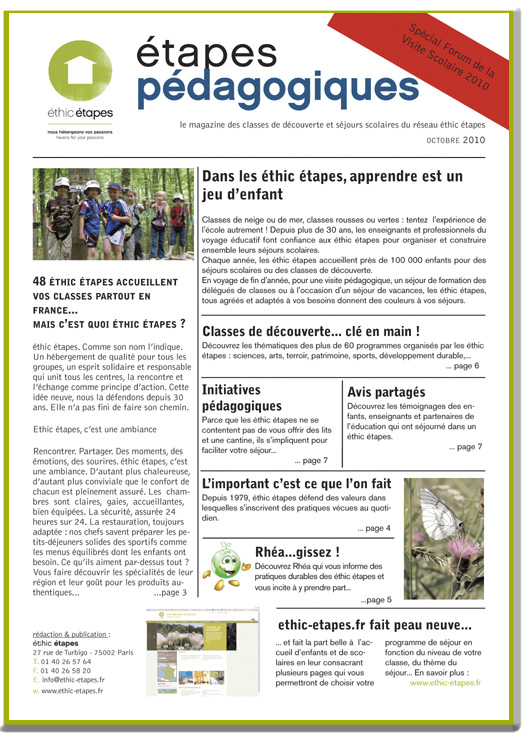 Spécial Forum de la
Visite Scolaire 2010
étapes
pédagogiques
éthic étapes
nous hébergeons vos passions
havens for your passions
le magazine des classes de découverte et séjours scolaires du réseau éthic étapes
OCTOBRE 2010
48 ÉTHIC ÉTAPES ACCUEILLENT
VOS CLASSES PARTOUT EN
FRANCE...
MAIS C'EST QUOI ÉTHIC ÉTAPES ?
éthic étapes. Comme son nom l'indique.
Un hébergement de qualité pour tous les
groupes, un esprit solidaire et responsable
qui unit tous les centres, la rencontre et
l'échange comme principe d'action. Cette
idée neuve, nous la défendons depuis 30
ans. Elle n'a pas fini de faire son chemin.
Ethic étapes, c'est une ambiance
Rencontrer. Partager. Des moments, des
émotions, des sourires. éthic étapes, c'est
une ambiance. D'autant plus chaleureuse,
d'autant plus conviviale que le confort de
chacun est pleinement assuré. Les cham-
bres sont claires, gaies, accueillantes,
bien équipées. La sécurité, assurée 24
heures sur 24. La restauration, toujours
adaptée : nos chefs savent préparer les pe-
tits-déjeuners solides des sportifs comme
les menus équilibrés dont les enfants ont
besoin. Ce qu'ils aiment par-dessus tout ?
Vous faire découvrir les spécialités de leur
région et leur goût pour les produits au-
thentiques... ...page 3
rédaction & publication :
éthic étapes
27 rue de Turbigo - 75002 Paris
T. 01 40 26 57 64
F. 01 40 26 58 20
E. info@ethic-etapes.fr
w. www.ethic-etapes.fr
Dans les éthic étapes, apprendre est un
jeu d'enfant
Classes de neige ou de mer, classes rousses ou vertes : tentez l'expérience de
l'école autrement ! Depuis plus de 30 ans, les enseignants et professionnels du
voyage éducatif font confiance aux éthic étapes pour organiser et construire
ensemble leurs séjours scolaires.
Chaque année, les éthic étapes accueillent près de 100 000 enfants pour des
séjours scolaires ou des classes de découverte.
En voyage de fin d'année, pour une visite pédagogique, un séjour de formation des
délégués de classes ou à l'occasion d'un séjour de vacances, les éthic étapes,
tous agréés et adaptés à vos besoins donnent des couleurs à vos séjours.
Classes de découverte... clé en main !
Découvrez les thématiques des plus de 60 programmes organisés par les éthic
étapes : sciences, arts, terroir, patrimoine, sports, développement durable,...
... page 6
Initiatives
pédagogiques
Parce que les éthic étapes ne se
contentent pas de vous offrir des lits
et une cantine, ils s'impliquent pour
faciliter votre séjour...
... page 7
Avis partagés
Découvrez les témoignages des en-
fants, enseignants et partenaires de
l'éducation qui ont séjourné dans un
éthic étapes.
... page 7
L'important c'est ce que l'on fait
Depuis 1979, éthic étapes défend des valeurs dans
lesquelles s'inscrivent des pratiques vécues au quoti-
dien.
... page 4
Rhéa...gissez !
Découvrez Rhéa qui vous informe des
pratiques durables des éthic étapes et
vous incite à y prendre part...
...page 5
ethic-etapes.fr fait peau neuve...
... et fait la part belle à l'ac-
cueil d'enfants et de sco-
laires en leur consacrant
plusieurs pages qui vous
permettront de choisir votre
programme de séjour en
fonction du niveau de votre
classe, du thème du
séjour... En savoir plus :
www.ethic-etapes.fr